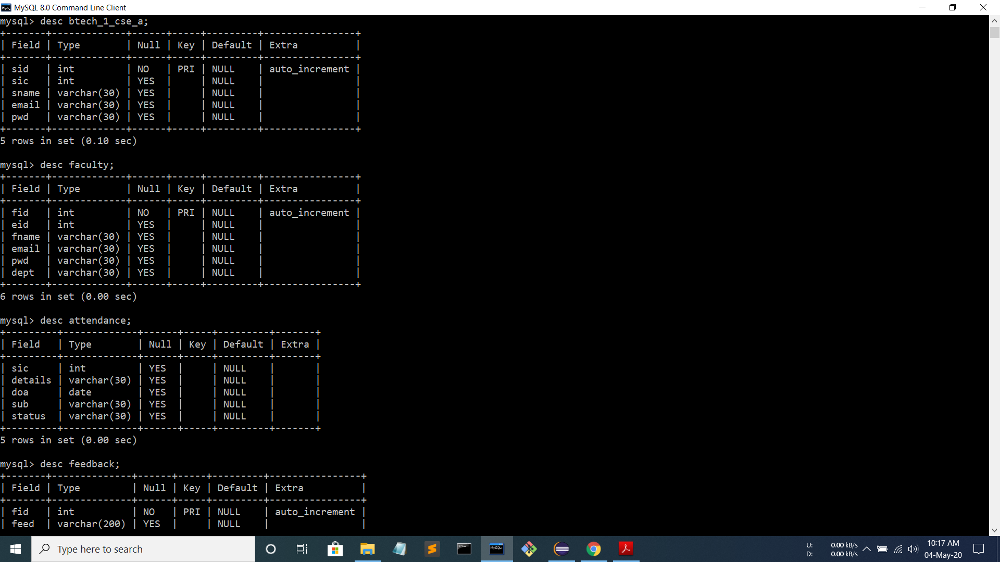 MySQL 8.0 Command Line Client
mysql> desc btech_1_cse_a;
+-------+-------------+------+-----+---------+----------------+
| Field | Type        | Null | Key | Default | Extra          |
+-------+-------------+------+-----+---------+----------------+
| sid   | int         | NO   | PRI | NULL    | auto_increment |
| sic   | int         | YES  |     | NULL    |                |
| sname | varchar(30) | YES  |     | NULL    |                |
| email | varchar(30) | YES  |     | NULL    |                |
| pwd   | varchar(30) | YES  |     | NULL    |                |
+-------+-------------+------+-----+---------+----------------+
5 rows in set (0.10 sec)

mysql> desc faculty;
+-------+-------------+------+-----+---------+----------------+
| Field | Type        | Null | Key | Default | Extra          |
+-------+-------------+------+-----+---------+----------------+
| fid   | int         | NO   | PRI | NULL    | auto_increment |
| eid   | int         | YES  |     | NULL    |                |
| fname | varchar(30) | YES  |     | NULL    |                |
| email | varchar(30) | YES  |     | NULL    |                |
| pwd   | varchar(30) | YES  |     | NULL    |                |
| dept  | varchar(30) | YES  |     | NULL    |                |
+-------+-------------+------+-----+---------+----------------+
6 rows in set (0.00 sec)

mysql> desc attendance;
+---------+-------------+------+-----+---------+-------+
| Field   | Type        | Null | Key | Default | Extra |
+---------+-------------+------+-----+---------+-------+
| sic     | int         | YES  |     | NULL    |       |
| details | varchar(30) | YES  |     | NULL    |       |
| doa     | date        | YES  |     | NULL    |       |
| sub     | varchar(30) | YES  |     | NULL    |       |
| status  | varchar(30) | YES  |     | NULL    |       |
+---------+-------------+------+-----+---------+-------+
5 rows in set (0.00 sec)

mysql> desc feedback;
+-------+--------------+------+-----+---------+----------------+
| Field | Type         | Null | Key | Default | Extra          |
+-------+--------------+------+-----+---------+----------------+
| fid   | int          | NO   | PRI | NULL    | auto_increment |
| feed  | varchar(200) | YES  |     | NULL    |                |
Type here to search
MySQL
U: 0.00 kB/s
D: 0.00 kB/s
10:17 AM
04-May-20